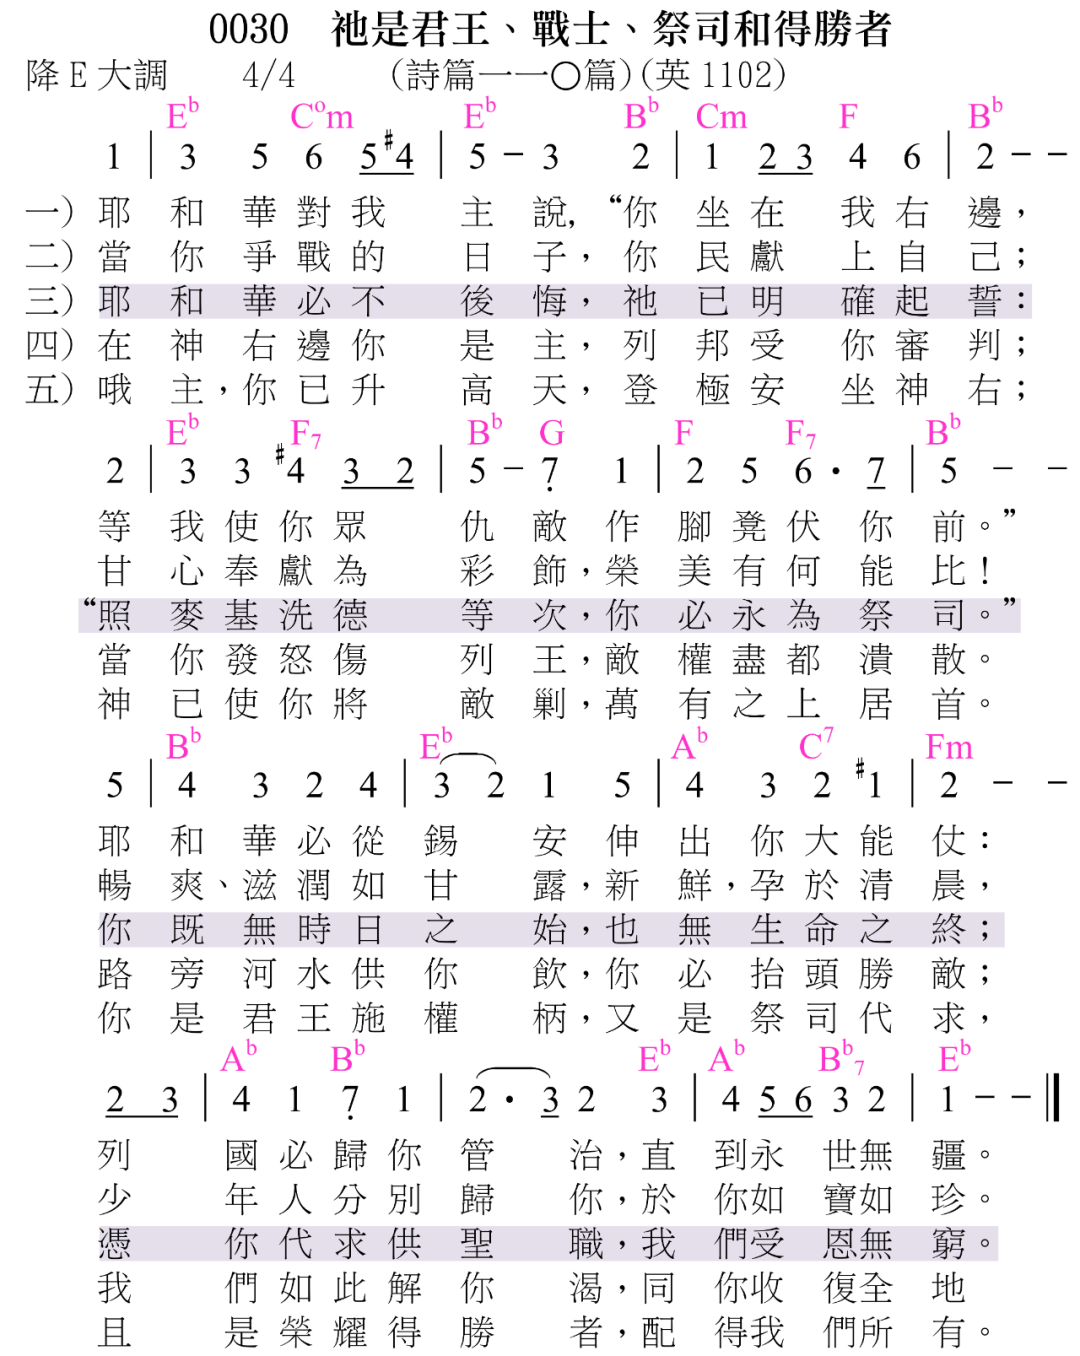 0030 祂是君王、戰士、祭司和得勝者
降E大調 4/4 (詩篇一一〇篇)(英1102)
E♭ C°m E♭ B♭ Cm F B♭
1 | 3 5 6 5 #4 | 5 - 3 2 | 1 2 3 4 6 | 2 - -
一) 耶和華對我主說,“你坐在我右邊,
二) 當你爭戰的日子,你民獻上自己;
三) 耶和華必不後悔,祂已明確起誓:
四) 在神右邊你是主,列邦受你審判;
五) 哦主,你已升高天,登極安坐神右;
E♭ F7 B♭ G F F7 B♭
2 | 3 3 #4 3 2 | 5 - 7̣ 1 | 2 5 6 · 7 | 5 - -
等我使你眾仇敵作腳凳伏你前。”
甘心奉獻為彩飾,榮美有何能比!
“照麥基洗德等次,你必永為祭司。”
當你發怒傷列王,敵權盡都潰散。
神已使你將敵剿,萬有之上居首。
B♭ E♭ A♭ C7 Fm
5 | 4 3 2 4 | 3 2 1 5 | 4 3 2 #1 | 2 - -
耶和華必從錫安伸出你大能仗:
暢爽、滋潤如甘露,新鮮,孕於清晨,
你既無時日之始,也無生命之終;
路旁河水供你飲,你必抬頭勝敵;
你是君王施權柄,又是祭司代求,
A♭ B♭ E♭ A♭ B♭7 E♭
2 3 | 4 1 7̣ 1 | 2 · 3 2 3 | 4 5 6 3 2 | 1 - - ‖
列國必歸你管治,直到永世無疆。
少年人分別歸你,於你如寶如珍。
憑你代求供聖職,我們受恩無窮。
我們如此解你渴,同你收復全地
且是榮耀得勝者,配得我們所有。